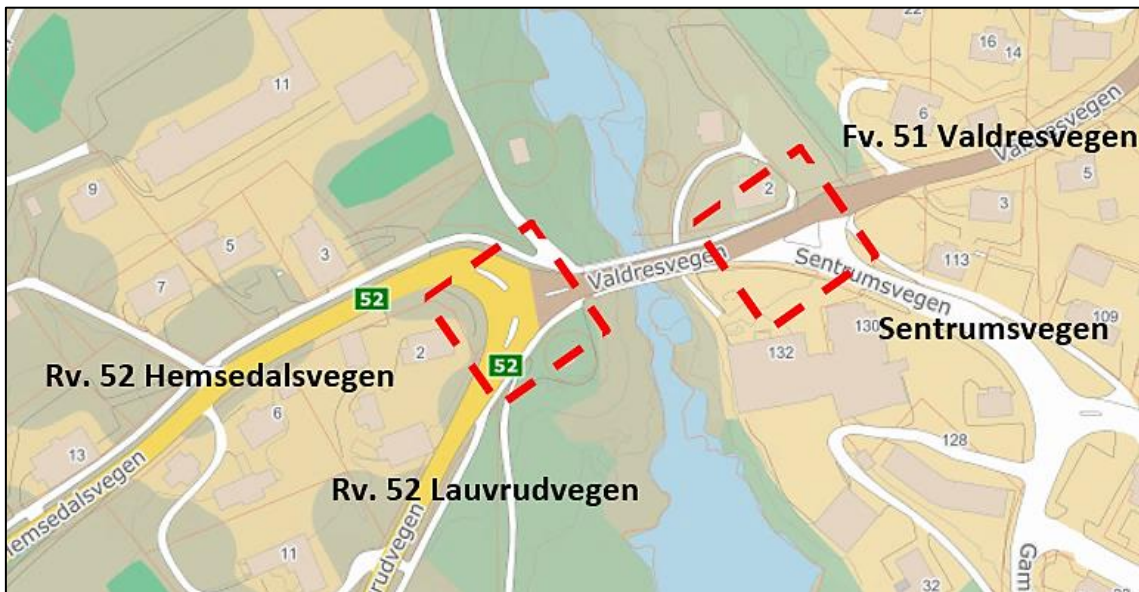 22
16
14
11
6
Fv. 51 Valdresvegen
Valdresvegen
9
2
5
5
3
3
Valdresvegen
7
52
Sentrumsvegen
113
109
130
Sentrumsvegen
2
132
52
Rv. 52 Hemsedalsvegen
6
13
128
Rv. 52 Lauvrudvegen
Hemsedalsvegen
11
rudvegen
Gam
32